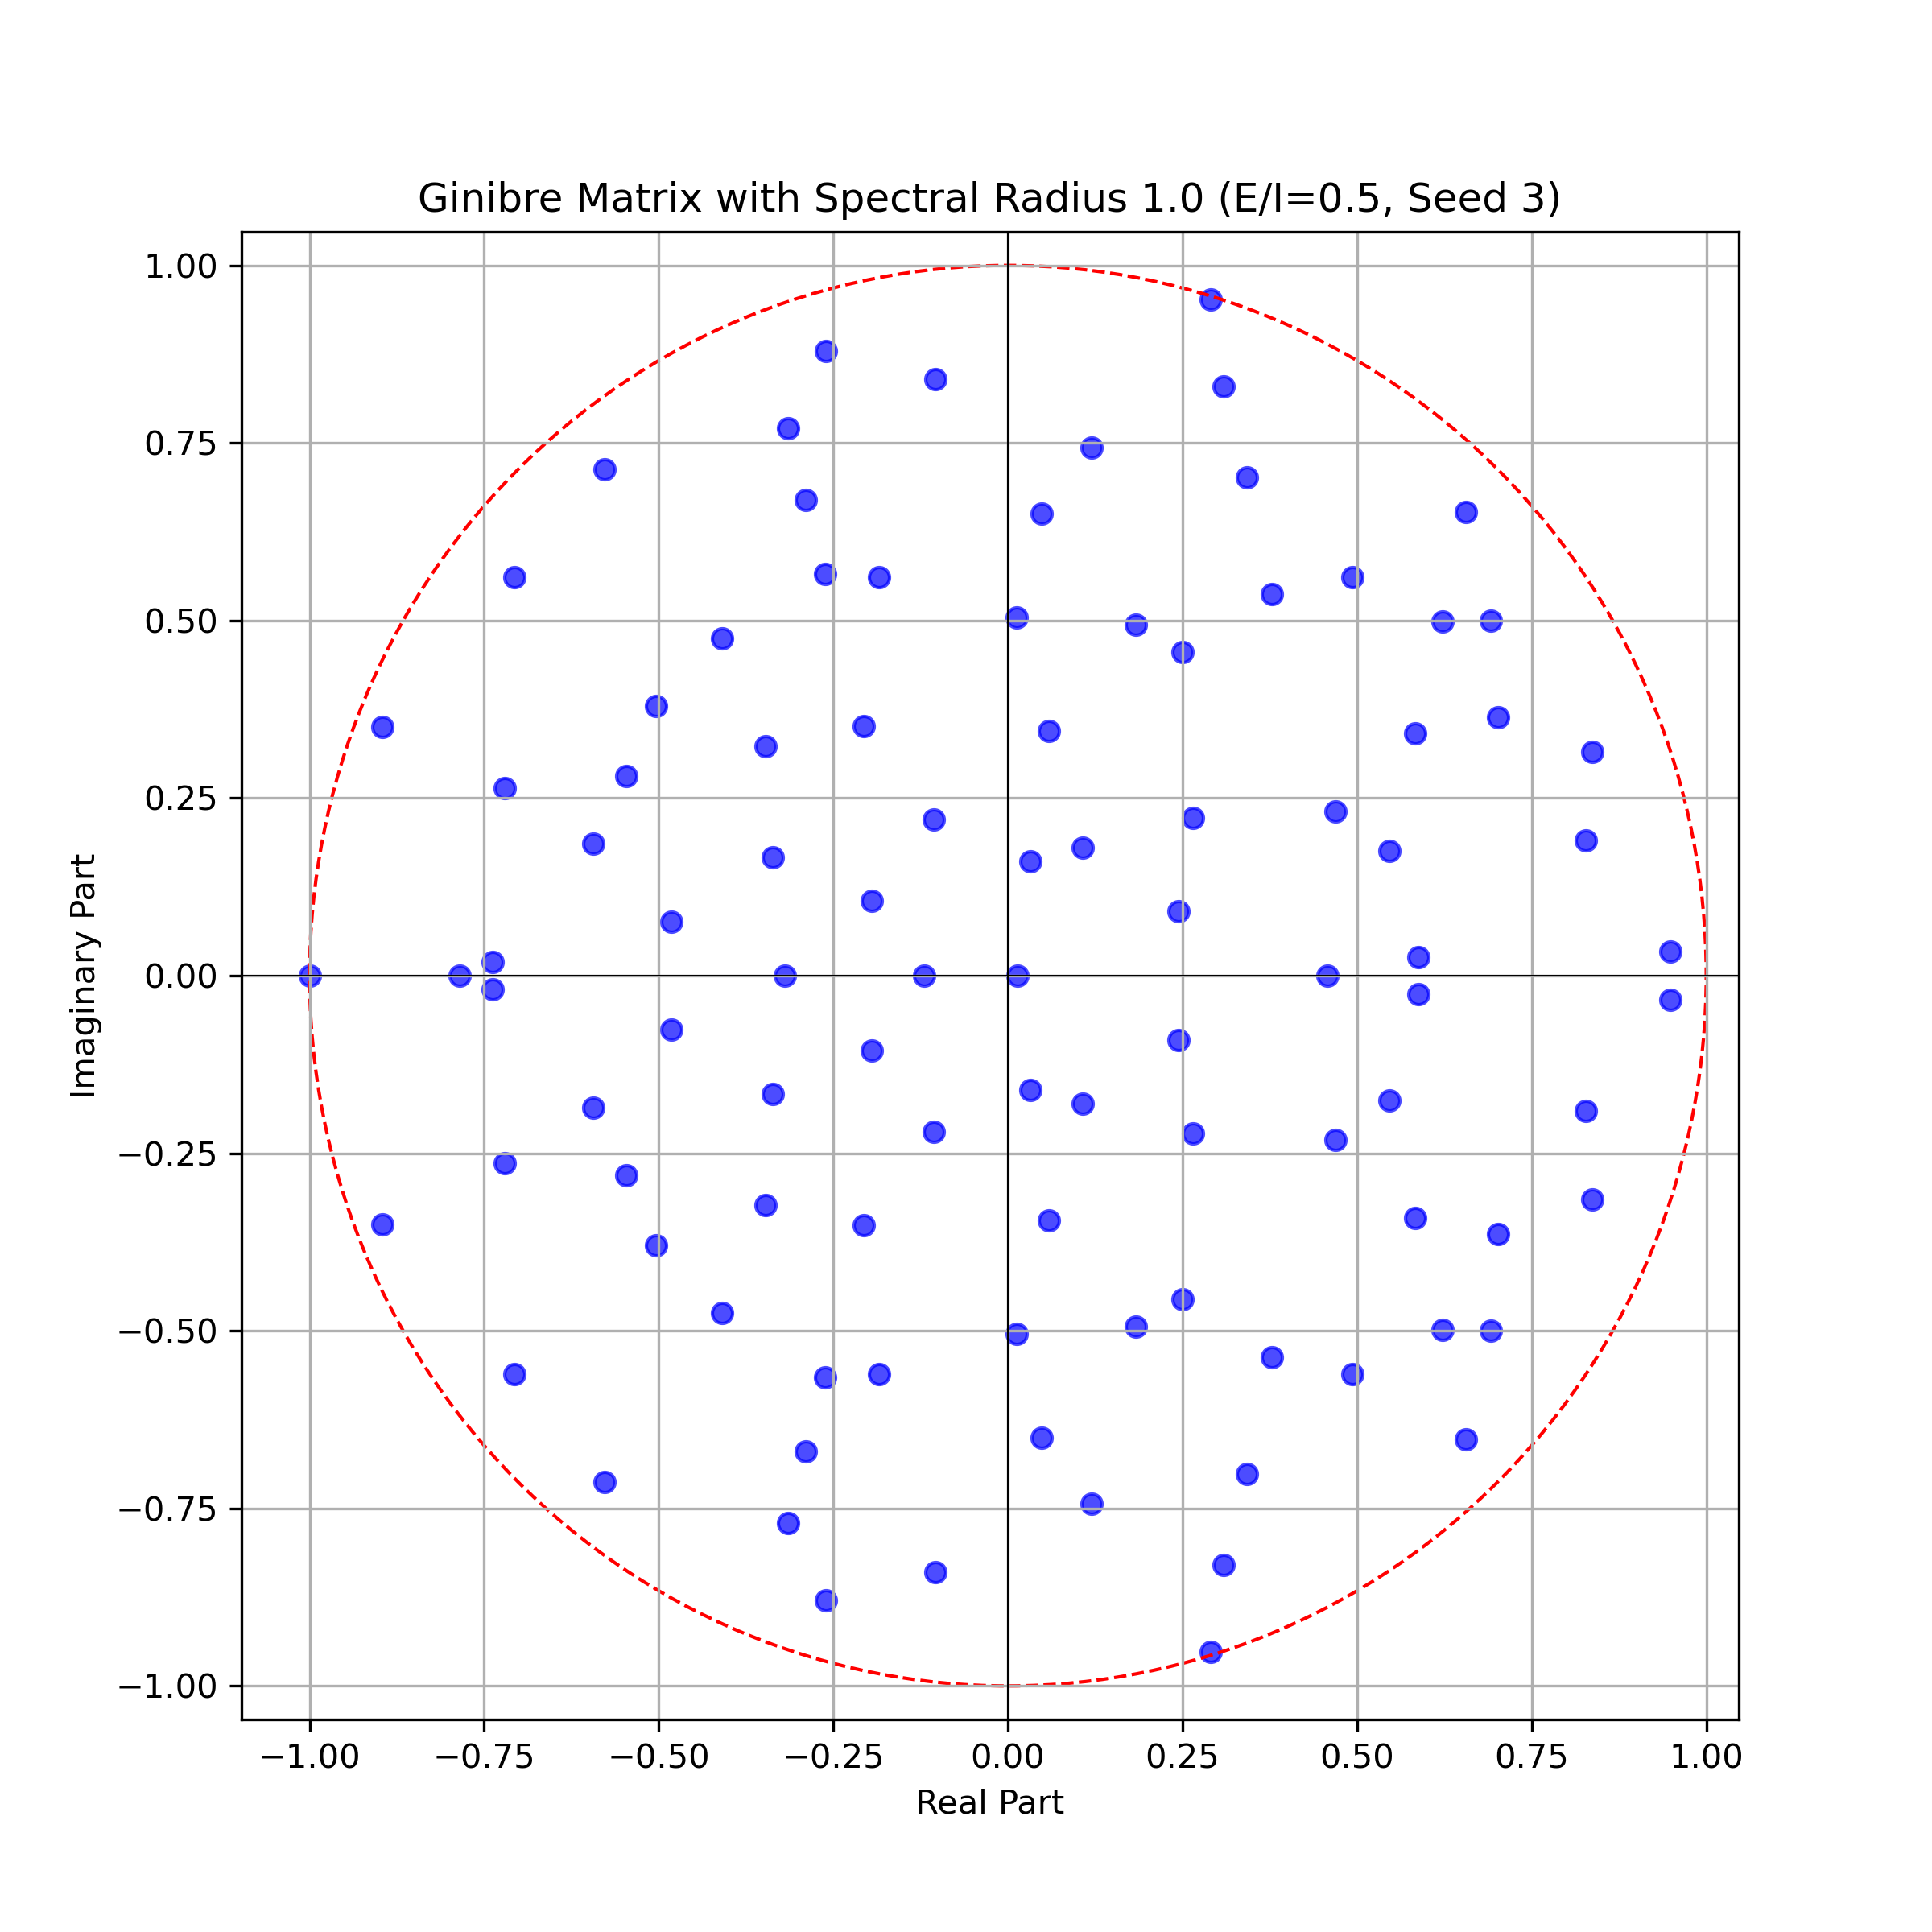 Ginibre Matrix with Spectral Radius 1.0 (E/I=0.5, Seed 3)
1.00
0.75
0.50
0.25
0.00
−0.25
−0.50
−0.75
−1.00
Imaginary Part
−1.00 −0.75 −0.50 −0.25 0.00 0.25 0.50 0.75 1.00
Real Part